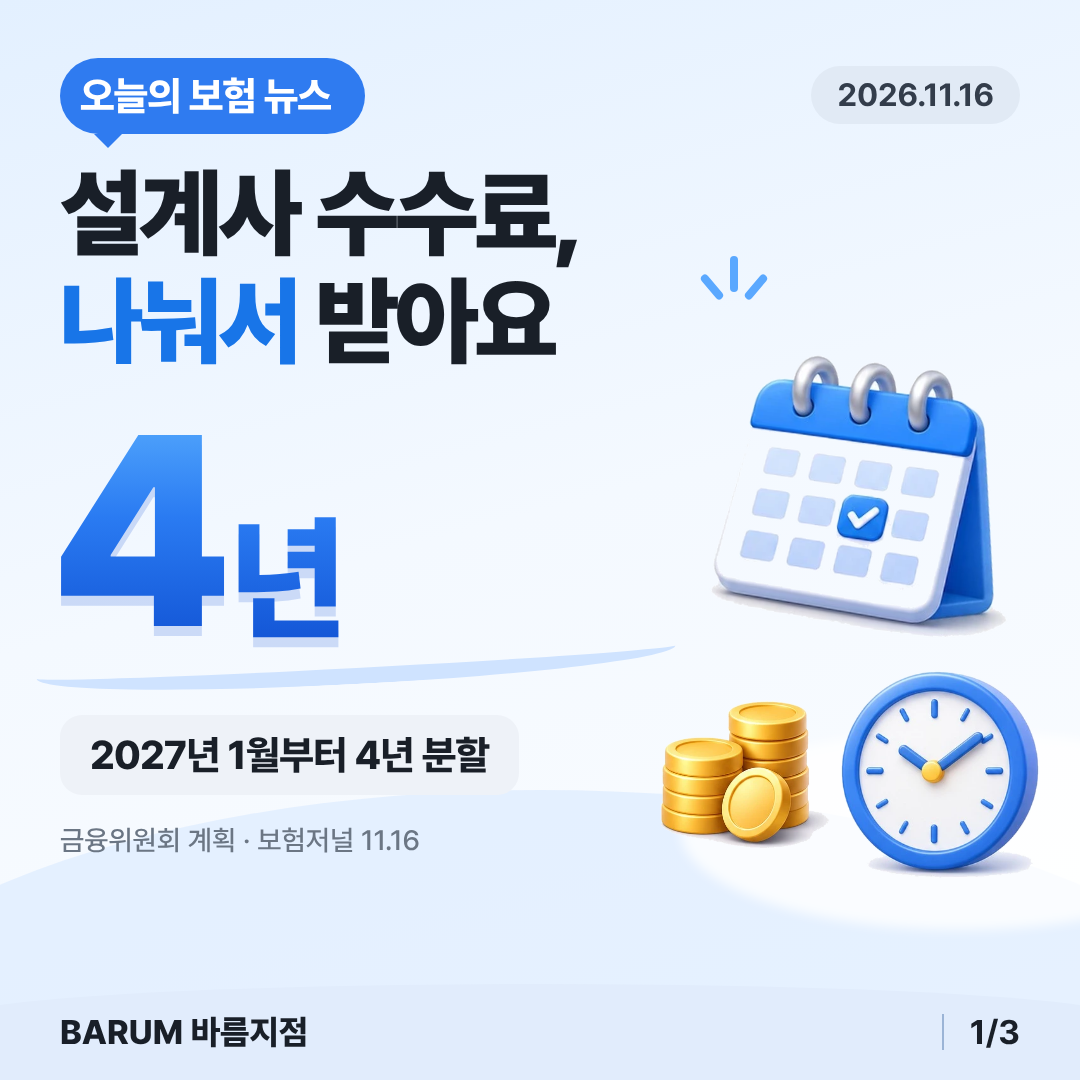 오늘의 보험 뉴스
2026.11.16
설계사 수수료,
나눠서 받아요
4년
2027년 1월부터 4년 분할
금융위원회 계획 · 보험저널 11.16
BARUM 바름지점
1/3